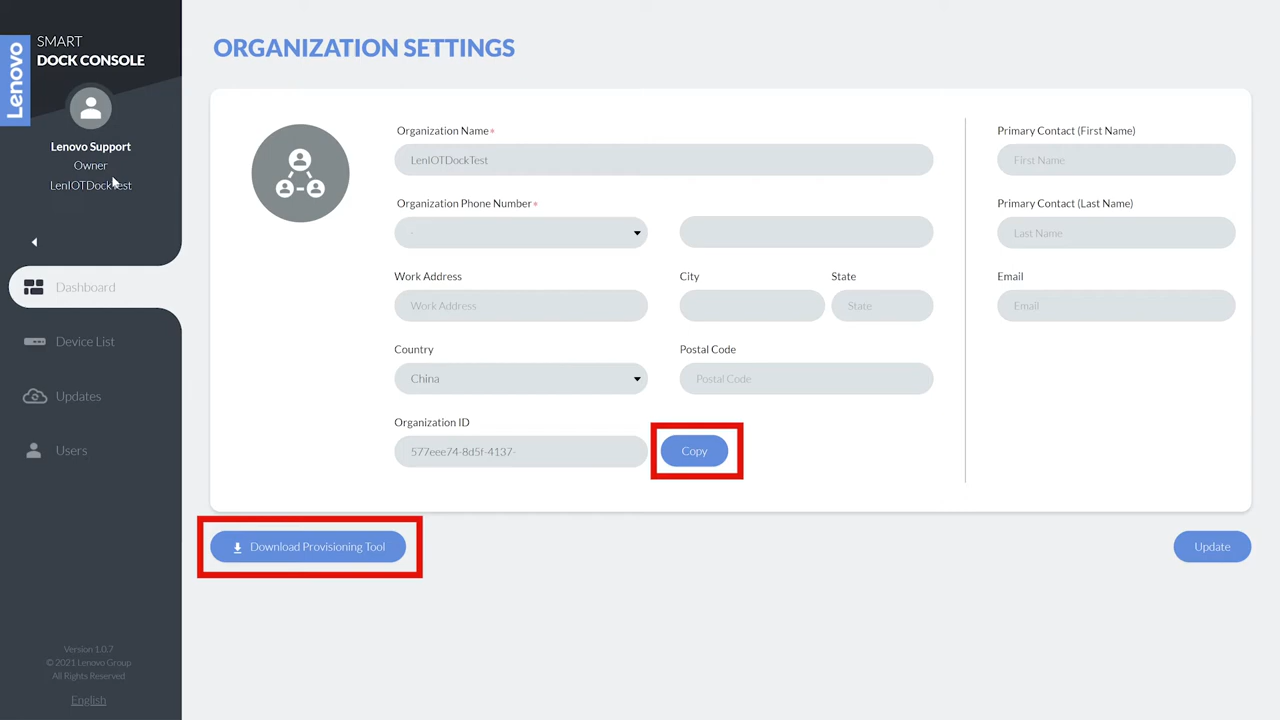 Lenovo
SMART
DOCK CONSOLE
Lenovo Support
Owner
LenIOTDockTest
Dashboard
Device List
Updates
Users
Version 1.0.7
© 2021 Lenovo Group
All Rights Reserved
English
ORGANIZATION SETTINGS
Organization Name*
LenIOTDockTest
Organization Phone Number*
-
Work Address
Work Address
City
State
State
Country
China
Postal Code
Postal Code
Organization ID
577eee74-8d5f-4137-
Copy
Primary Contact (First Name)
First Name
Primary Contact (Last Name)
Last Name
Email
Email
Download Provisioning Tool
Update